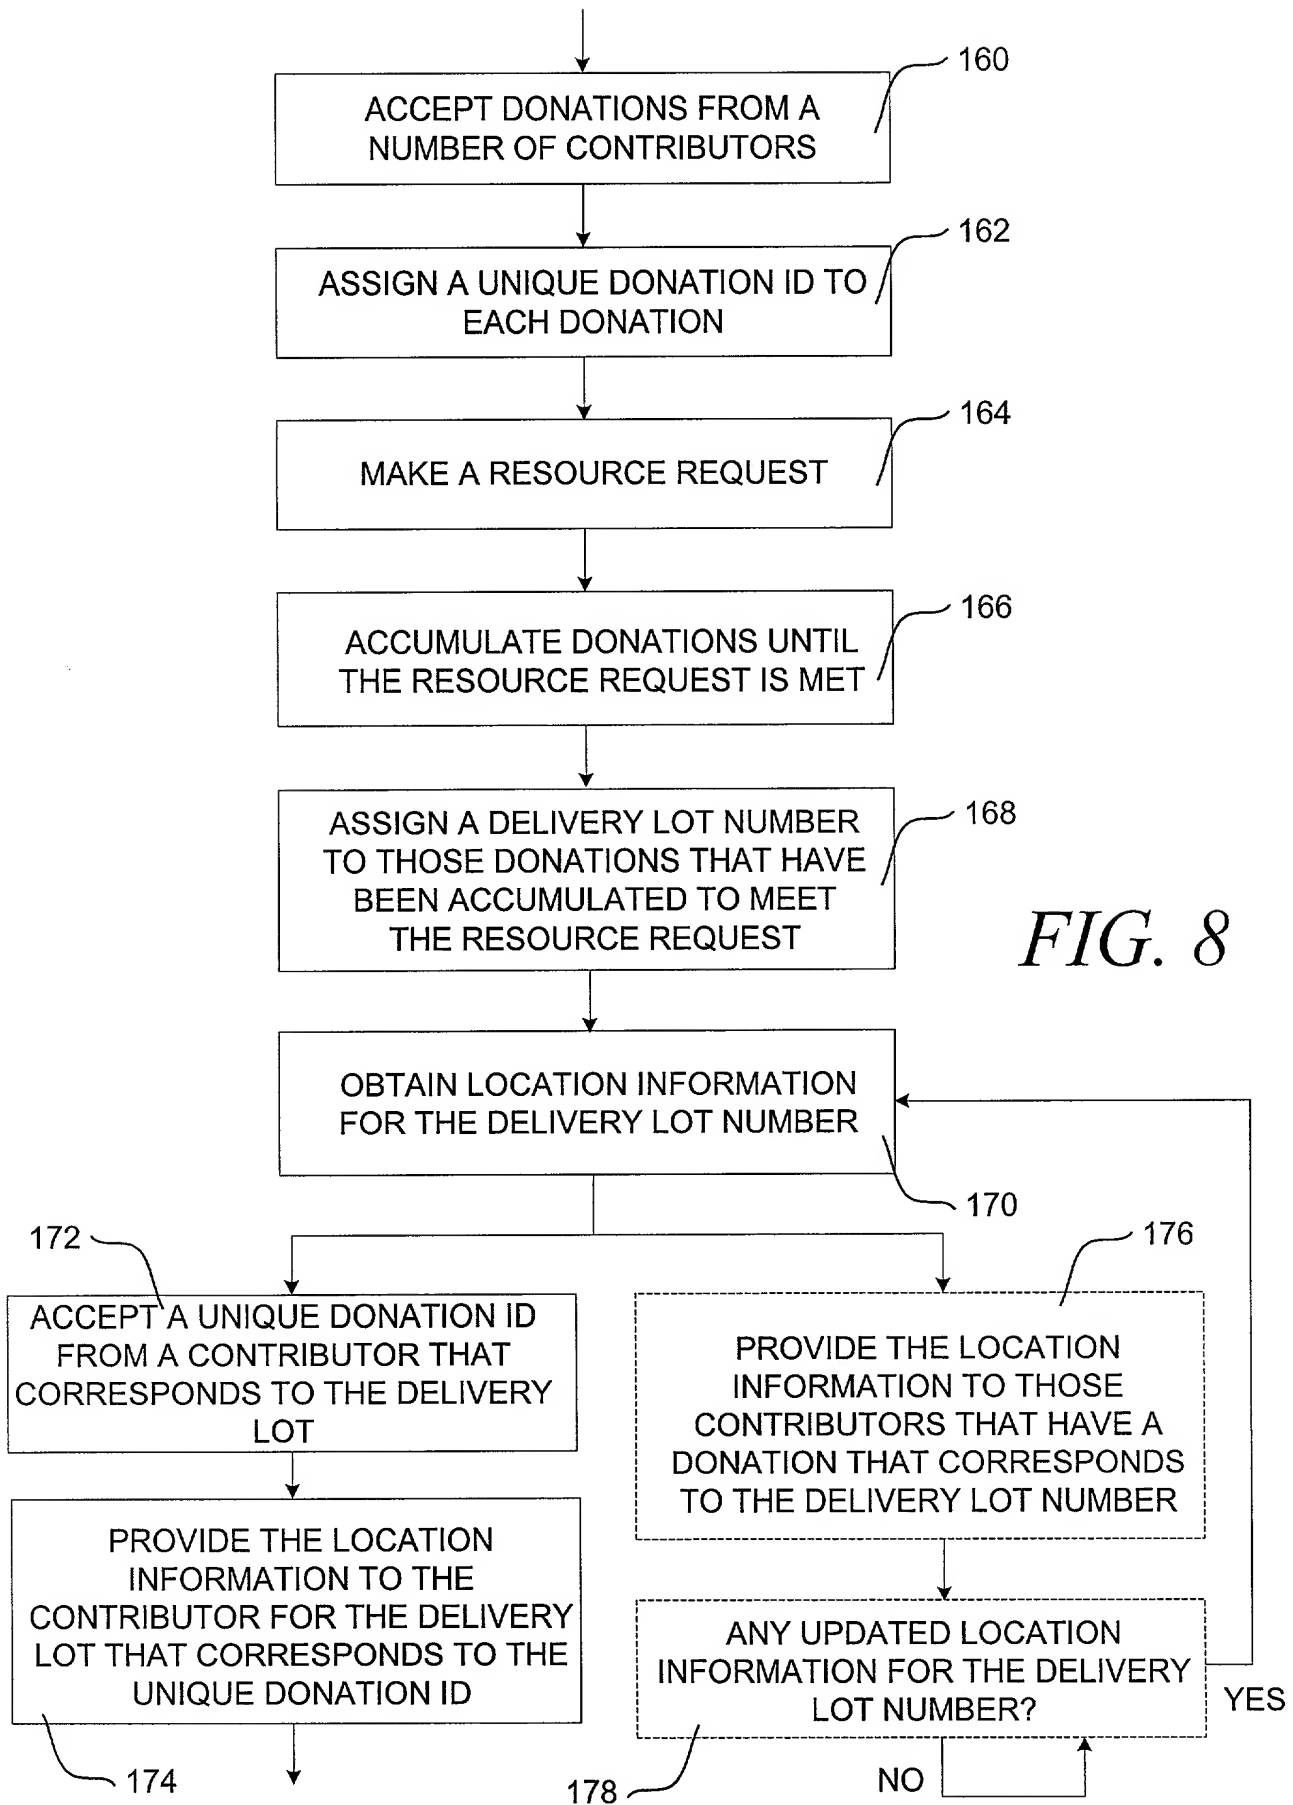 160
ACCEPT DONATIONS FROM A
NUMBER OF CONTRIBUTORS
162
ASSIGN A UNIQUE DONATION ID TO
EACH DONATION
164
MAKE A RESOURCE REQUEST
166
ACCUMULATE DONATIONS UNTIL
THE RESOURCE REQUEST IS MET
168
ASSIGN A DELIVERY LOT NUMBER
TO THOSE DONATIONS THAT HAVE
BEEN ACCUMULATED TO MEET
THE RESOURCE REQUEST
FIG. 8
OBTAIN LOCATION INFORMATION
FOR THE DELIVERY LOT NUMBER
170
172
ACCEPT A UNIQUE DONATION ID
FROM A CONTRIBUTOR THAT
CORRESPONDS TO THE DELIVERY
LOT
PROVIDE THE LOCATION
INFORMATION TO THE
CONTRIBUTOR FOR THE DELIVERY
LOT THAT CORRESPONDS TO THE
UNIQUE DONATION ID
174
176
PROVIDE THE LOCATION
INFORMATION TO THOSE
CONTRIBUTORS THAT HAVE A
DONATION THAT CORRESPONDS
TO THE DELIVERY LOT NUMBER
ANY UPDATED LOCATION
INFORMATION FOR THE DELIVERY
LOT NUMBER?
YES
NO
178